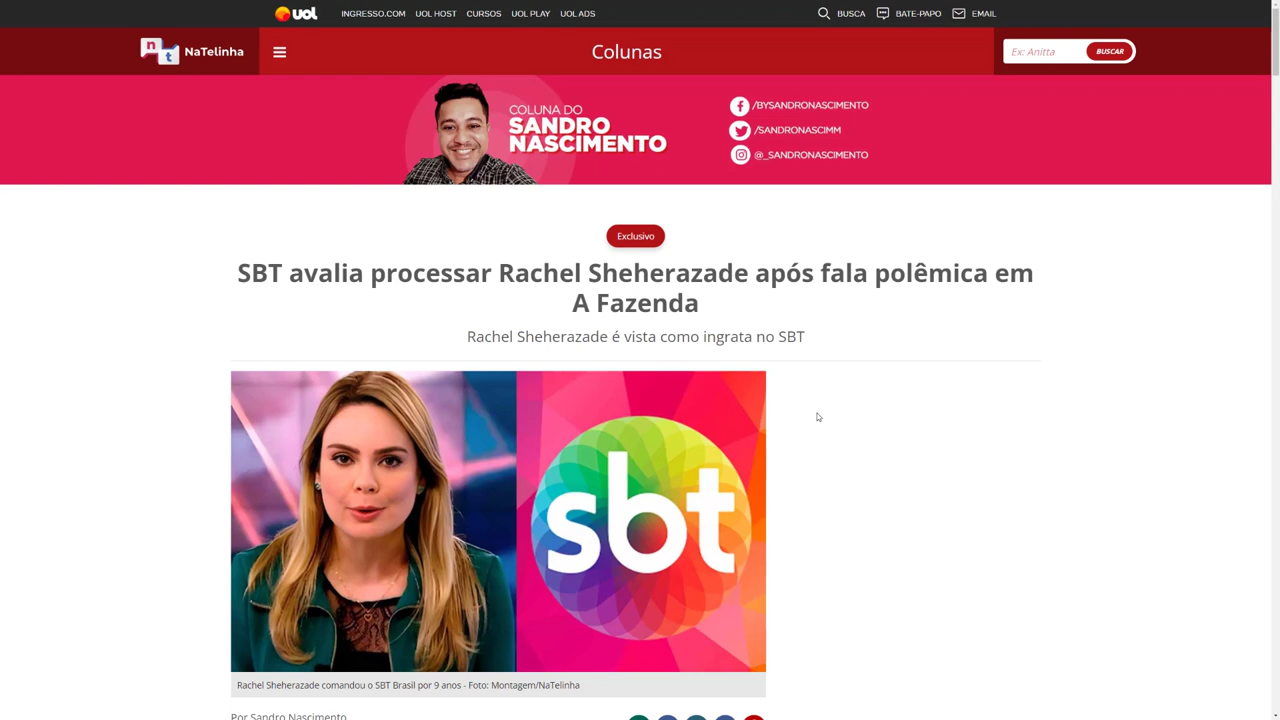 uol
INGRESSO.COM UOL HOST CURSOS UOL PLAY UOL ADS
BUSCA BATE-PAPO EMAIL
n t NaTelinha
Colunas
Ex: Anitta BUSCAR
COLUNA DO
SANDRO
NASCIMENTO
/BYSANDRONASCIMENTO
/SANDRONASCIMM
@_SANDRONASCIMENTO
Exclusivo
SBT avalia processar Rachel Sheherazade após fala polêmica em
A Fazenda
Rachel Sheherazade é vista como ingrata no SBT
sbt
Rachel Sheherazade comandou o SBT Brasil por 9 anos - Foto: Montagem/NaTelinha
Por Sandro Nascimento